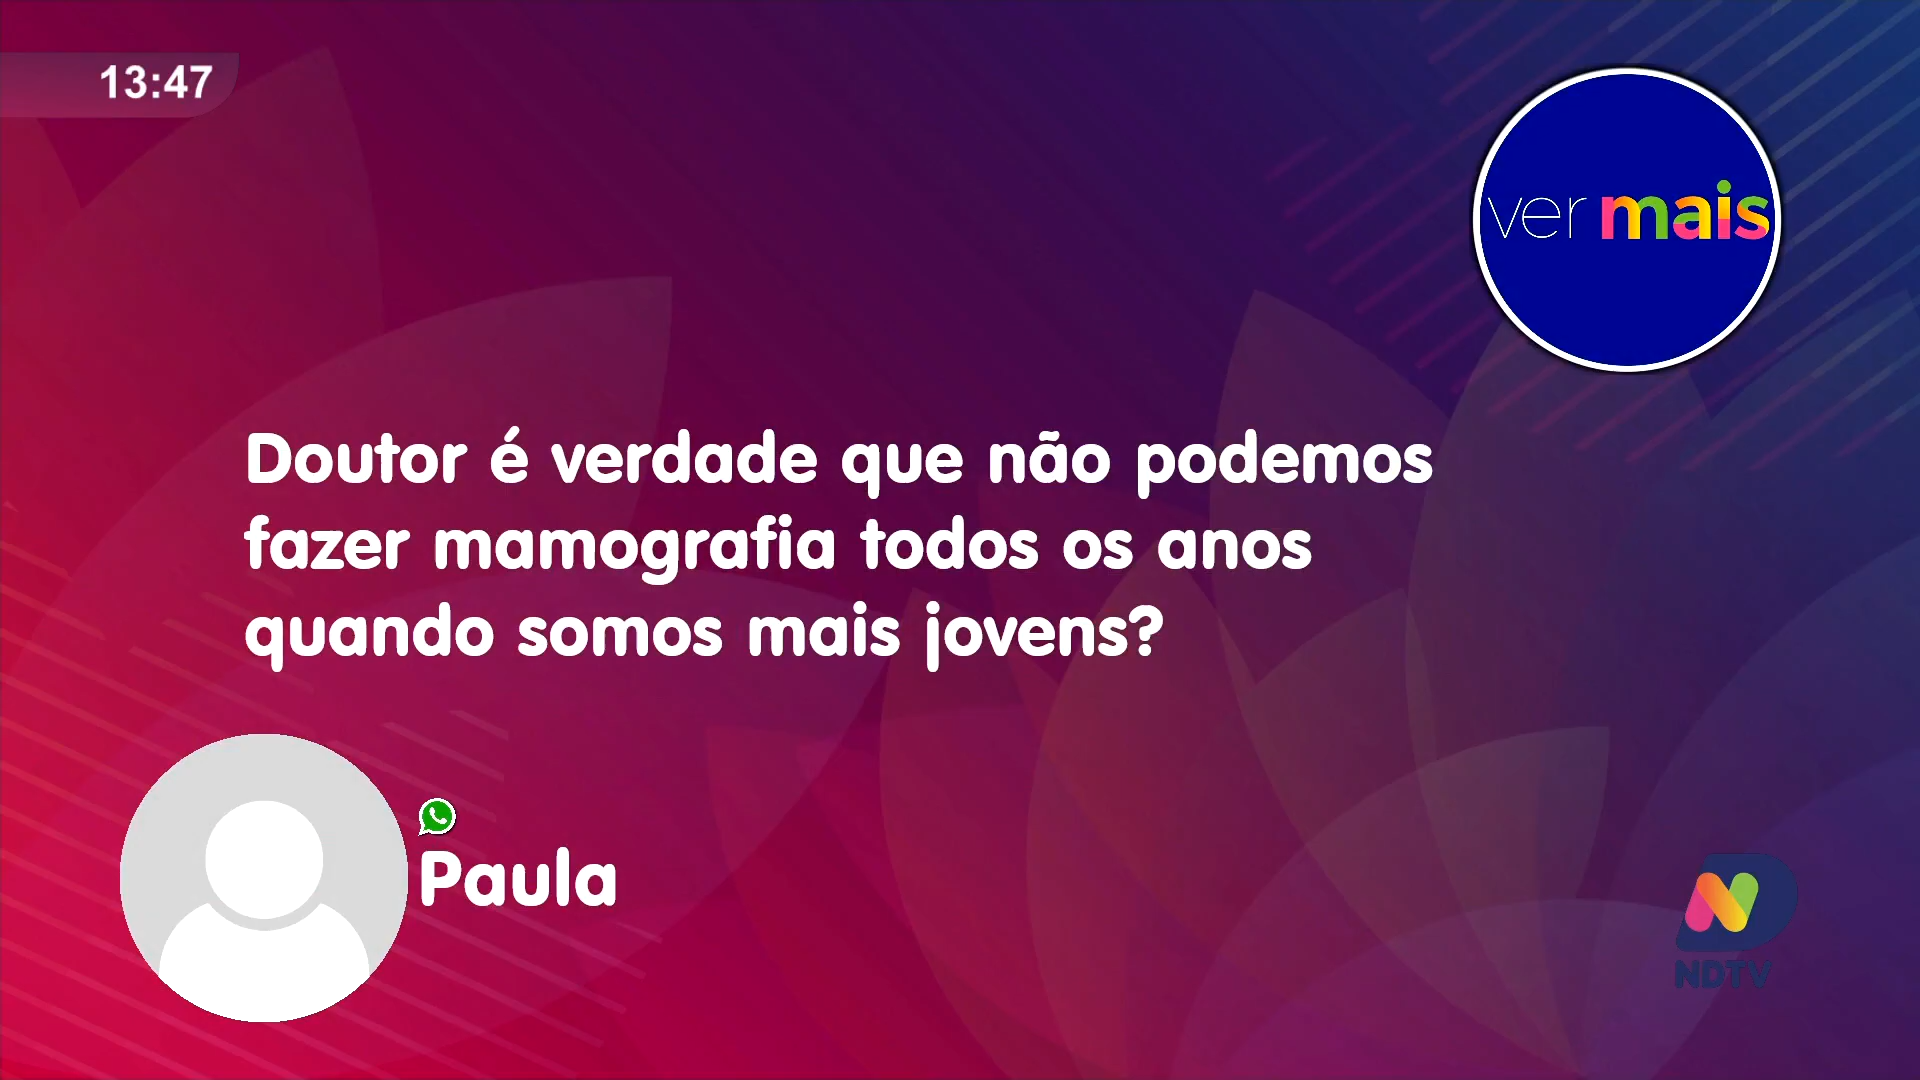 13:47
ver mais
Doutor é verdade que não podemos
fazer mamografia todos os anos
quando somos mais jovens?
Paula
NDTV